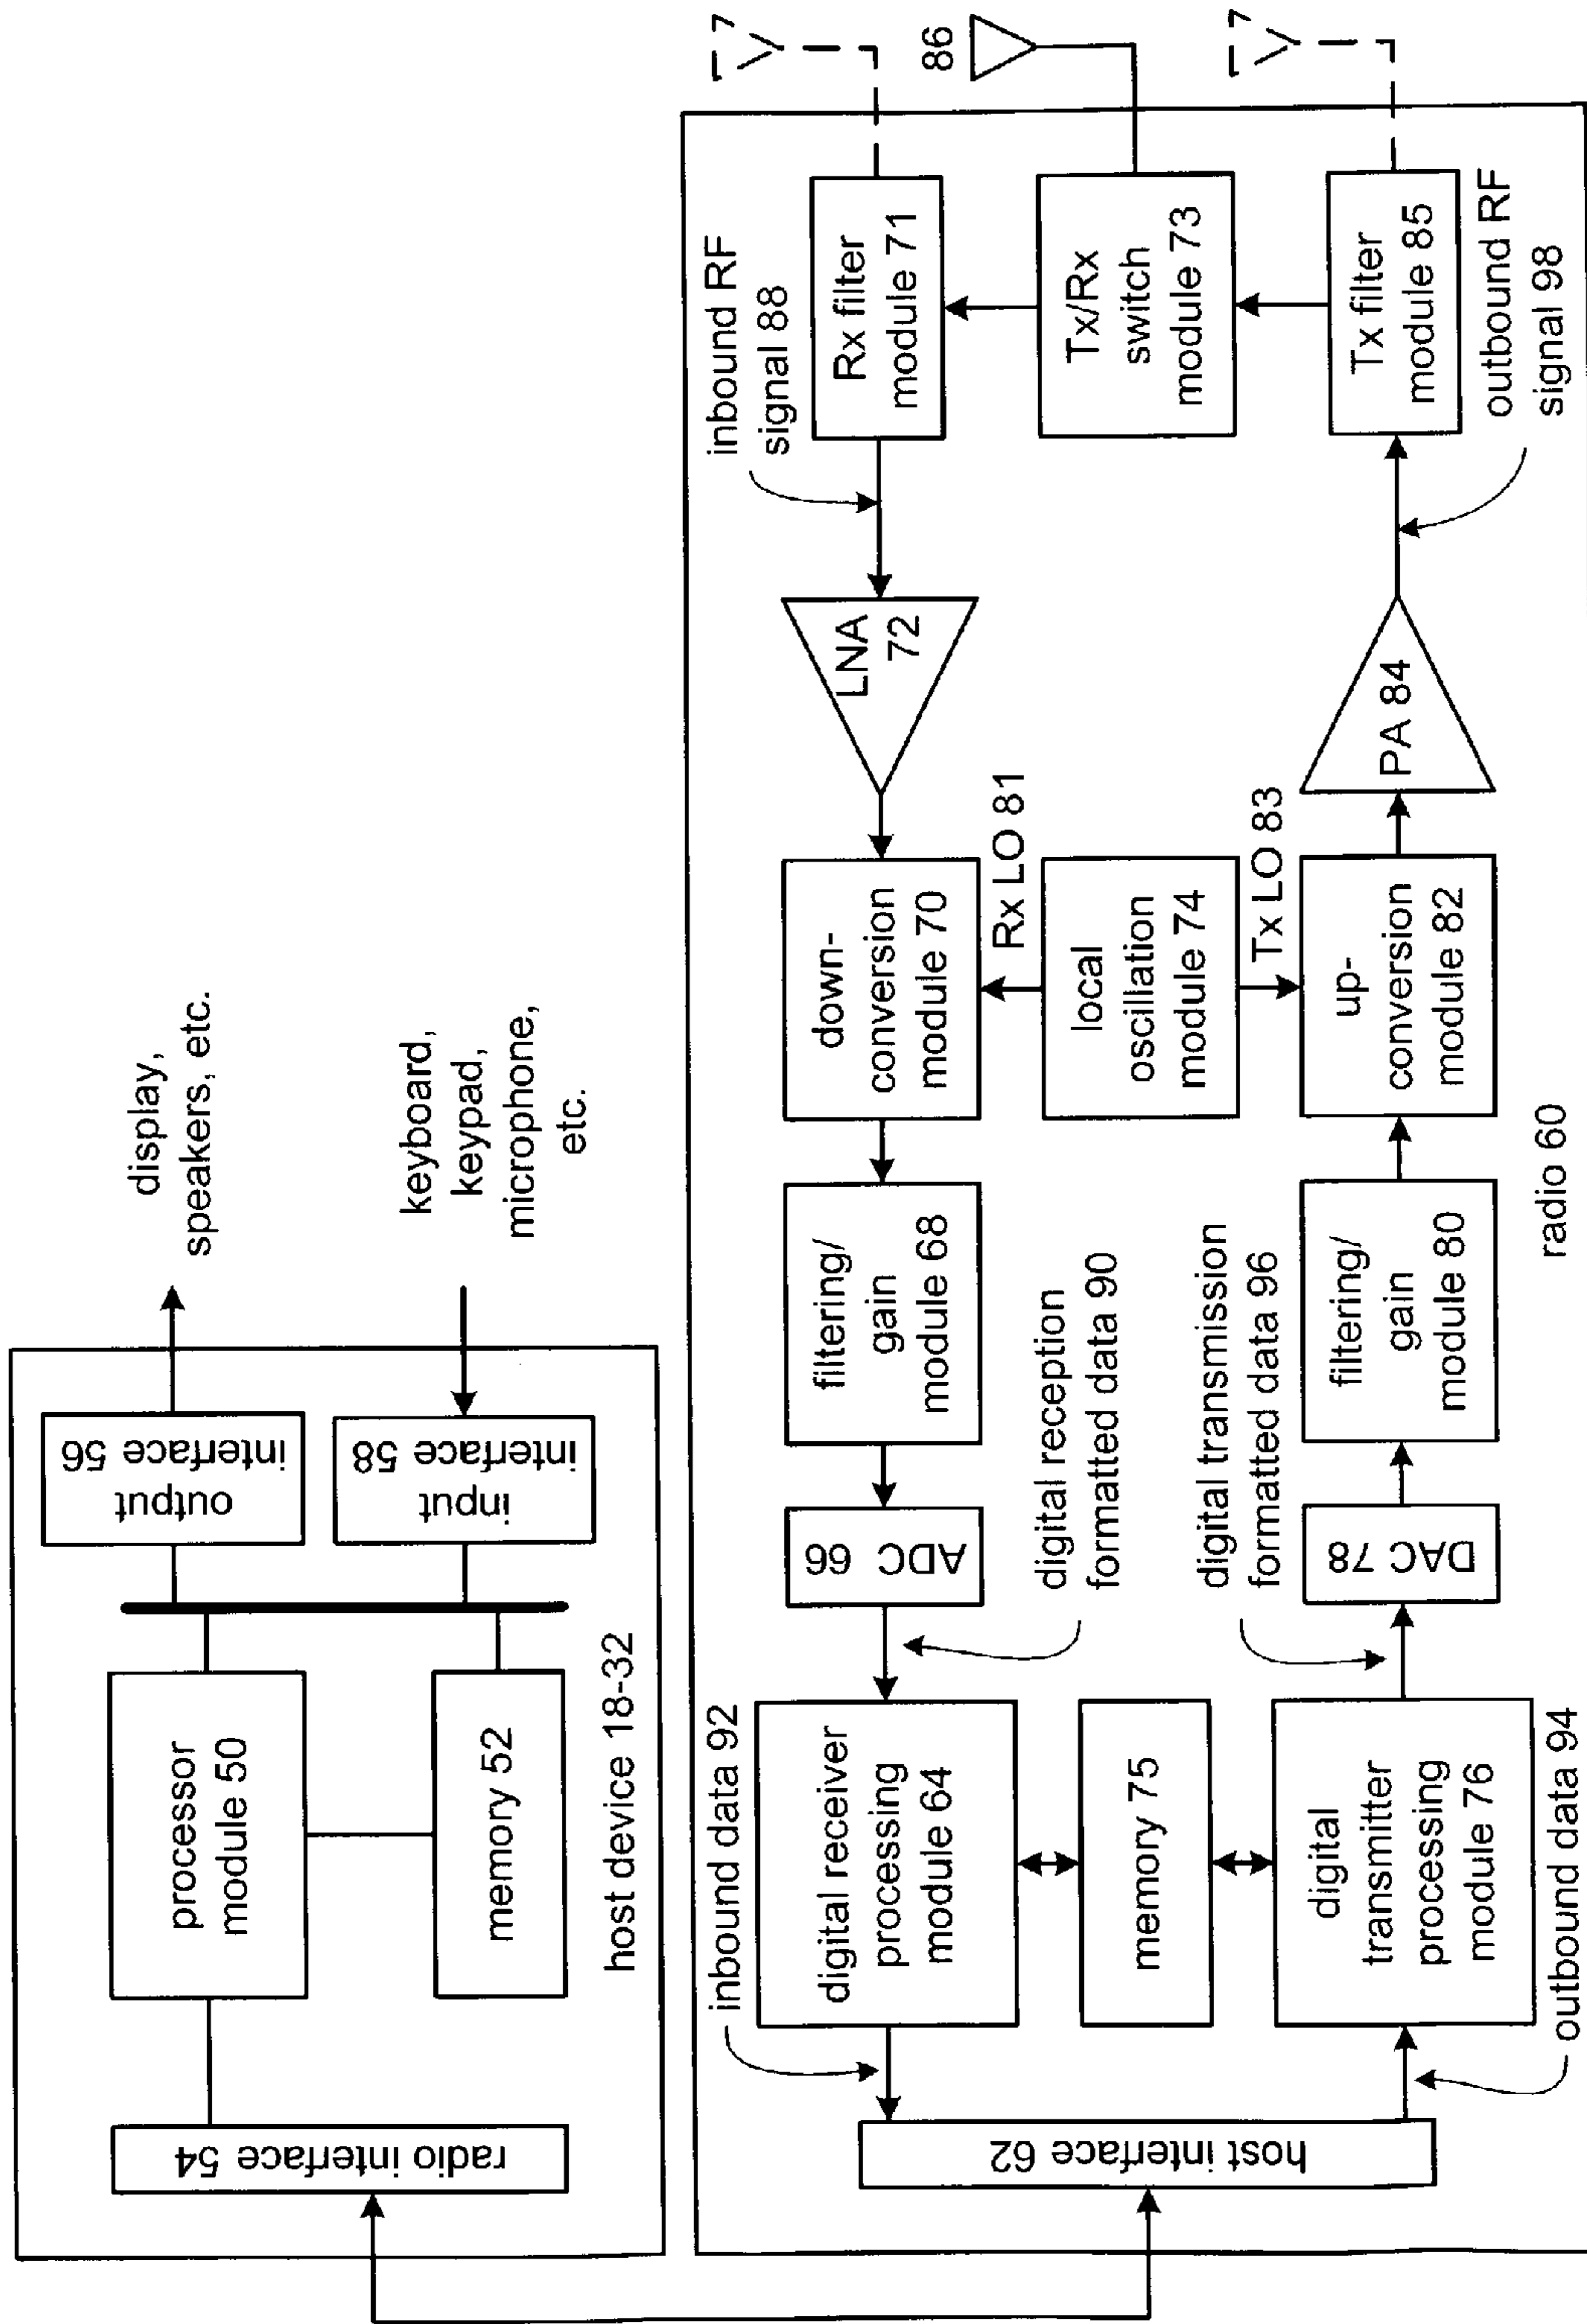 display,
speakers, etc.
keyboard,
keypad,
microphone,
etc.
output
interface 56
input
interface 58
processor
module 50
memory 52
radio interface 54
host device 18-32
host interface 62
inbound data 92
digital receiver
processing
module 64
memory 75
digital
transmitter
processing
module 76
outbound data 94
ADC 66
digital reception
formatted data 90
digital transmission
formatted data 96
DAC 78
filtering/
gain
module 68
filtering/
gain
module 80
down-
conversion
module 70
Rx LO 81
local
oscillation
module 74
Tx LO 83
up-
conversion
module 82
radio 60
LNA
72
PA 84
inbound RF
signal 88
Rx filter
module 71
Tx/Rx
switch
module 73
Tx filter
module 85
outbound RF
signal 98
86